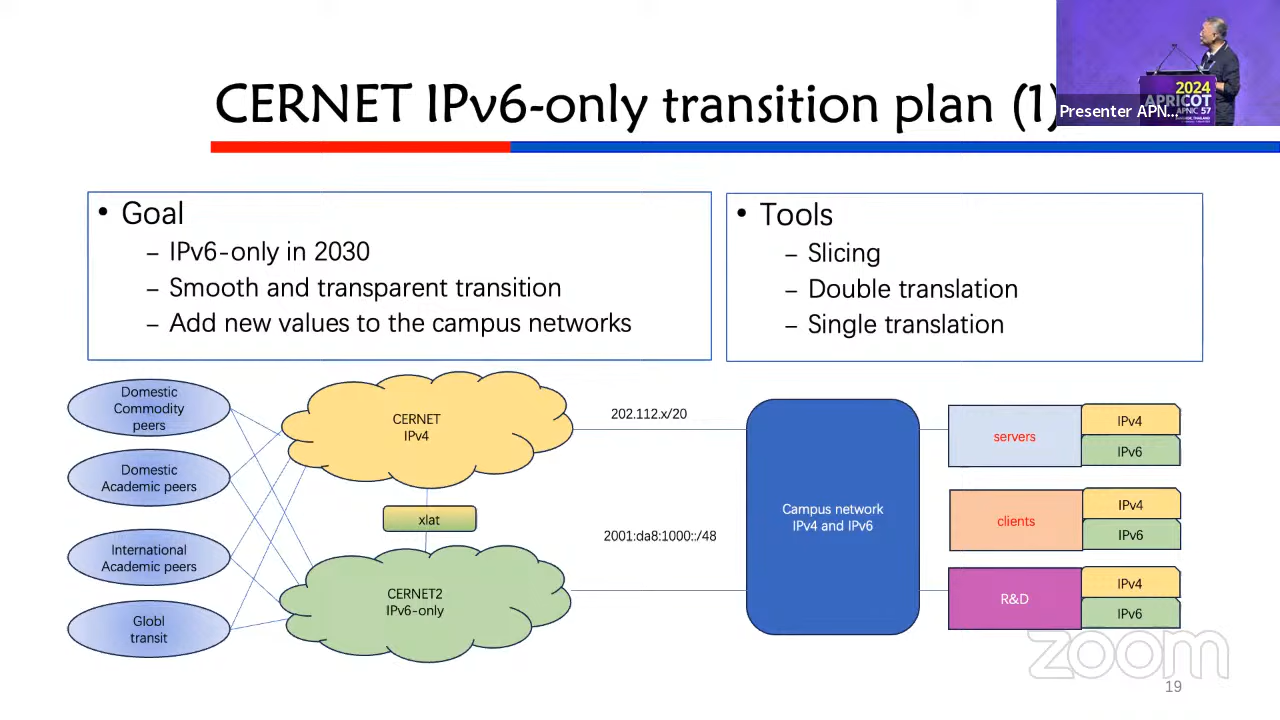 CERNET IPv6-only transition plan (1)
2024
APRICOT
APNIC 57
Presenter APN...
• Goal
– IPv6-only in 2030
– Smooth and transparent transition
– Add new values to the campus networks
• Tools
– Slicing
– Double translation
– Single translation
Domestic
Commodity
peers
Domestic
Academic peers
International
Academic peers
Globl
transit
CERNET
IPv4
xlat
CERNET2
IPv6-only
202.112.x/20
2001:da8:1000::/48
Campus network
IPv4 and IPv6
servers
IPv4
IPv6
clients
IPv4
IPv6
R&D
IPv4
IPv6
zoom
19